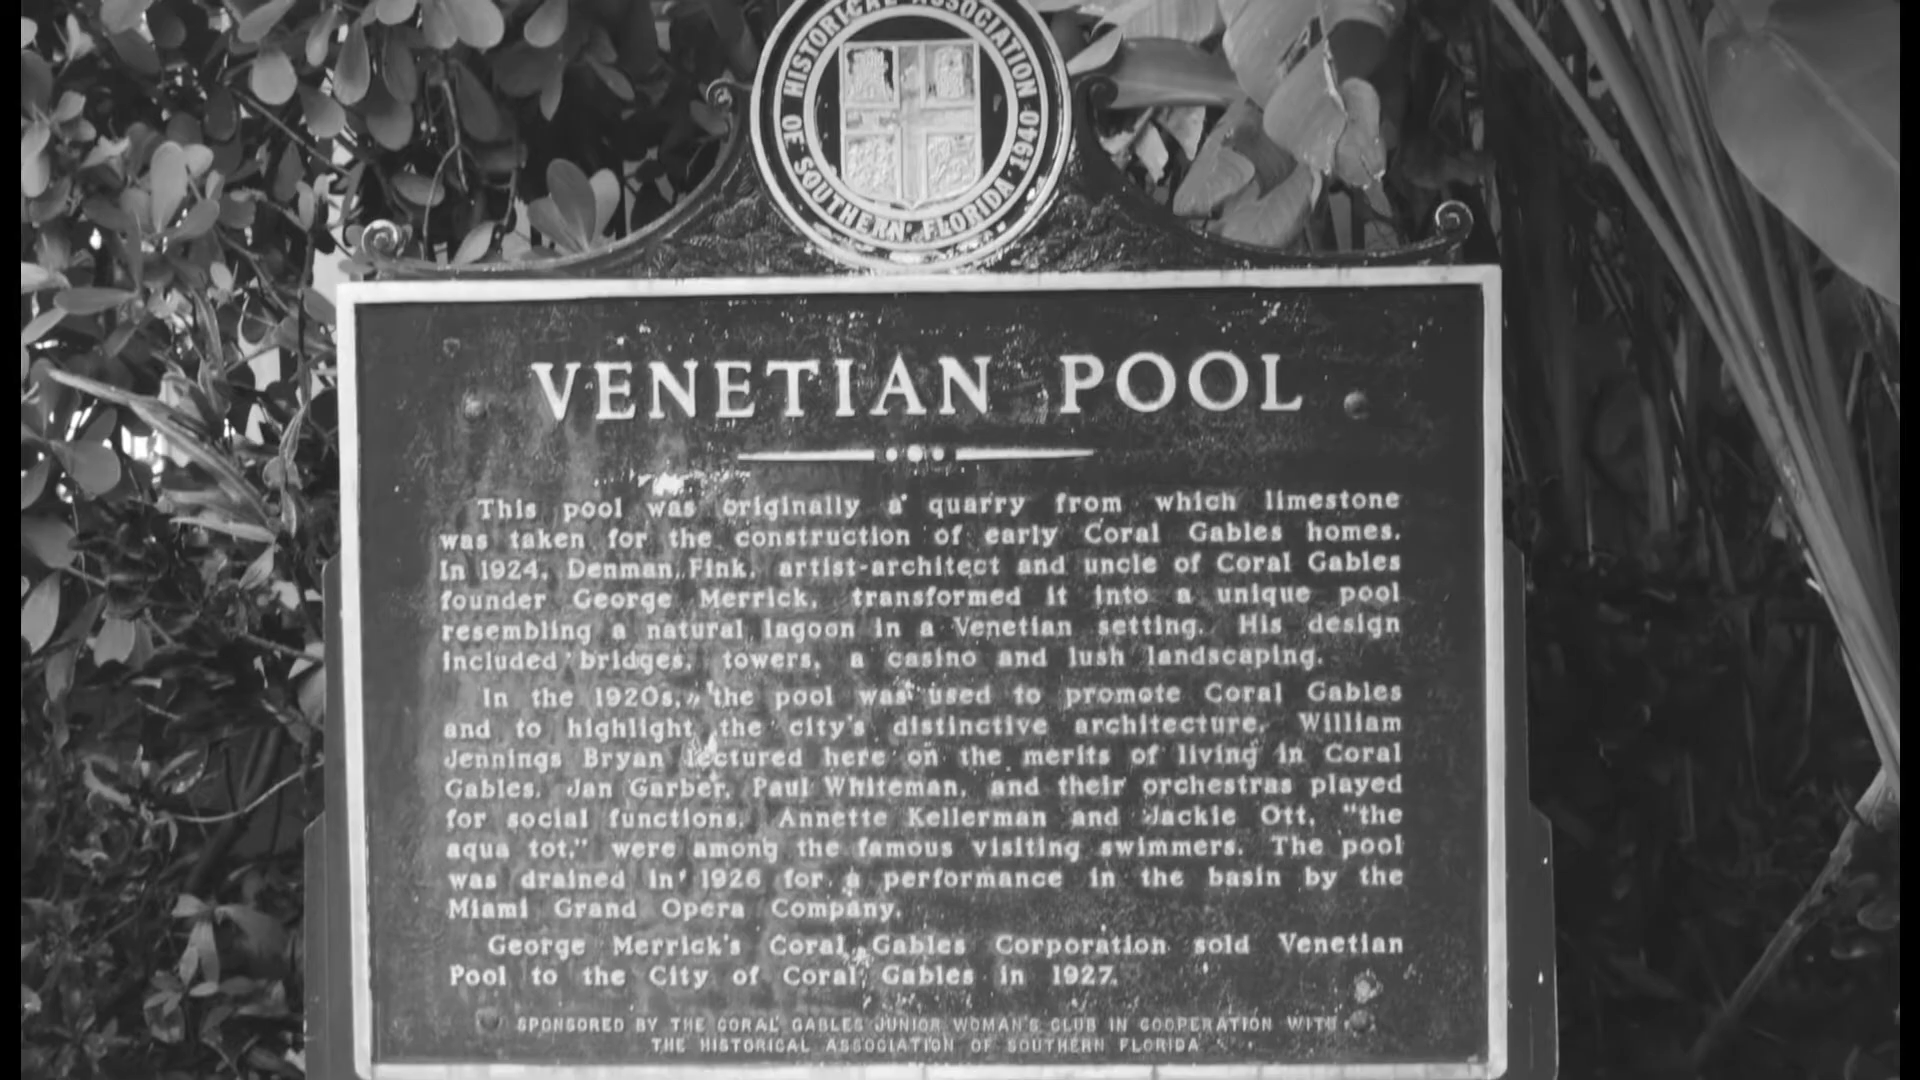 HISTORICAL ASSOCIATION OF SOUTHERN FLORIDA 1940
VENETIAN POOL
This pool was originally a quarry from which limestone
was taken for the construction of early Coral Gables homes.
In 1924, Denman Fink, artist-architect and uncle of Coral Gables
founder George Merrick, transformed it into a unique pool
resembling a natural lagoon in a Venetian setting. His design
included bridges, towers, a casino and lush landscaping.
In the 1920s, the pool was used to promote Coral Gables
and to highlight the city's distinctive architecture. William
Jennings Bryan lectured here on the merits of living in Coral
Gables. Jan Garber, Paul Whiteman, and their orchestras played
for social functions. Annette Kellerman and Jackie Ott, "the
aqua tot," were among the famous visiting swimmers. The pool
was drained in 1926 for a performance in the basin by the
Miami Grand Opera Company.
George Merrick's Coral Gables Corporation sold Venetian
Pool to the City of Coral Gables in 1927.
SPONSORED BY THE CORAL GABLES JUNIOR WOMAN'S CLUB IN COOPERATION WITH
THE HISTORICAL ASSOCIATION OF SOUTHERN FLORIDA